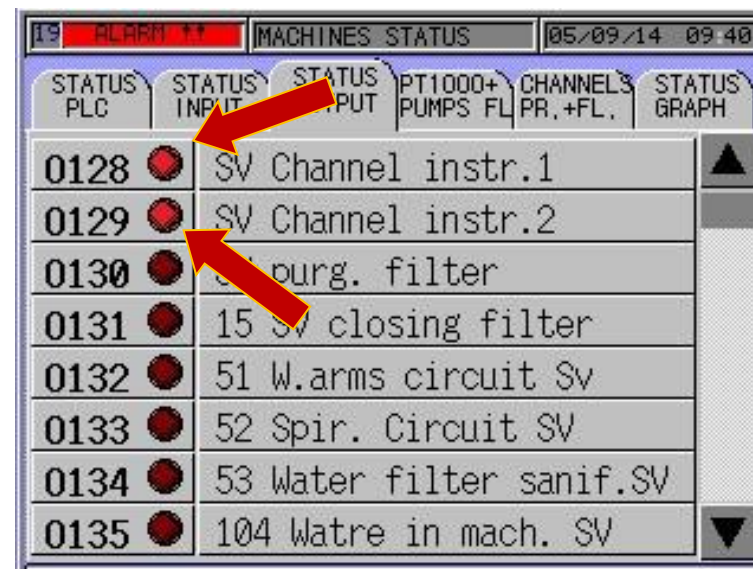 19 ALARM MACHINES STATUS 05/09/14 09:40
STATUS PLC STATUS INPUT STATUS PT1000+ PUMPS FL CHANNELS PR.+FL. STATUS GRAPH
0128 SV Channel instr.1
0129 SV Channel instr.2
0130 purg. filter
0131 15 SV closing filter
0132 51 W.arms circuit Sv
0133 52 Spir. Circuit SV
0134 53 Water filter sanif.SV
0135 104 Watre in mach. SV